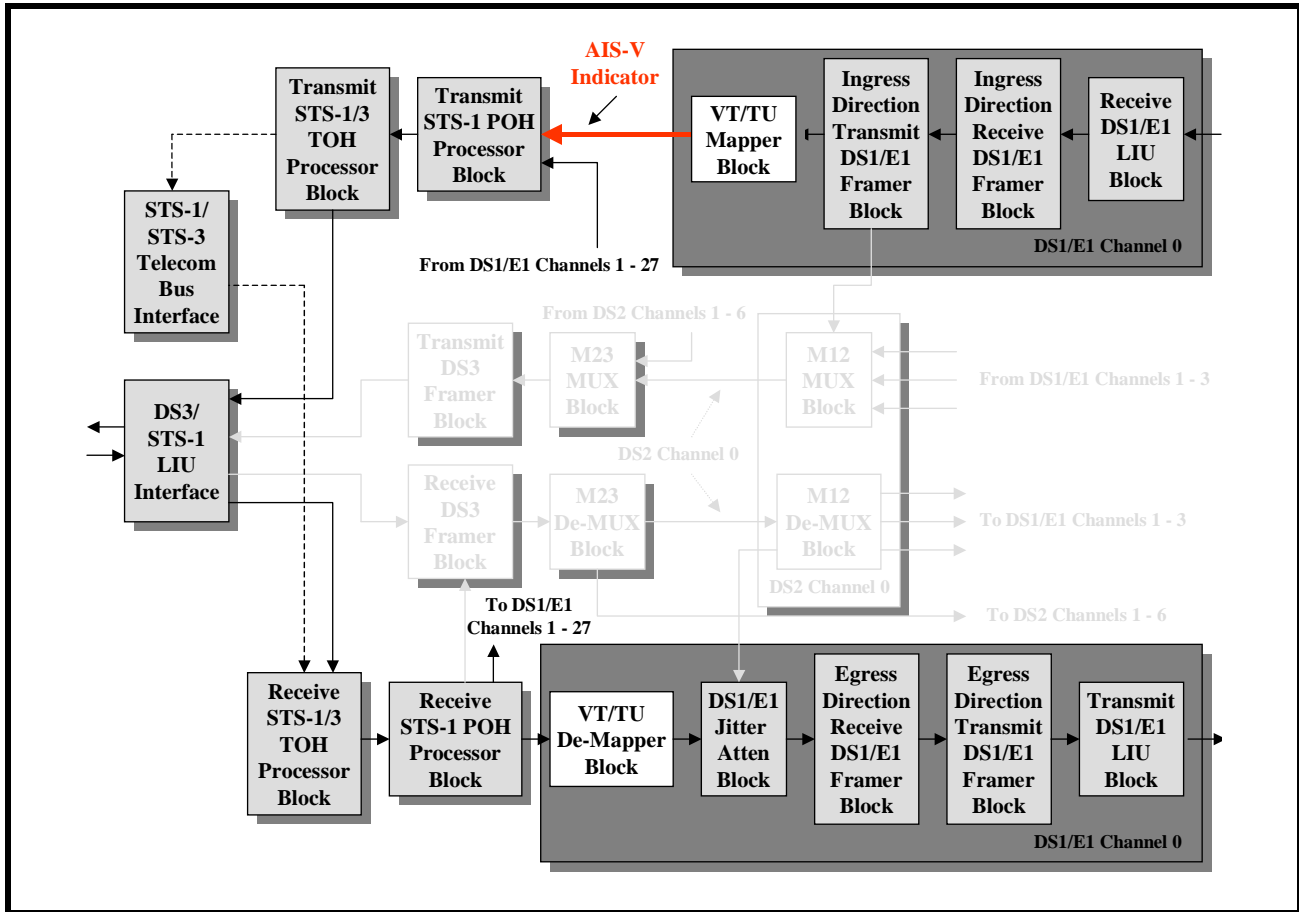 AIS-V
Indicator
Transmit
STS-1/3
TOH
Processor
Block
Transmit
STS-1 POH
Processor
Block
VT/TU
Mapper
Block
Ingress
Direction
Transmit
DS1/E1
Framer
Block
Ingress
Direction
Receive
DS1/E1
Framer
Block
Receive
DS1/E1
LIU
Block
DS1/E1 Channel 0
STS-1/
STS-3
Telecom
Bus
Interface
From DS1/E1 Channels 1 - 27
From DS2 Channels 1 - 6
Transmit
DS3
Framer
Block
M23
MUX
Block
M12
MUX
Block
From DS1/E1 Channels 1 - 3
DS3/
STS-1
LIU
Interface
DS2 Channel 0
Receive
DS3
Framer
Block
M23
De-MUX
Block
M12
De-MUX
Block
DS2 Channel 0
To DS1/E1 Channels 1 - 3
To DS1/E1
Channels 1 - 27
To DS2 Channels 1 - 6
Receive
STS-1/3
TOH
Processor
Block
Receive
STS-1 POH
Processor
Block
VT/TU
De-Mapper
Block
DS1/E1
Jitter
Atten
Block
Egress
Direction
Receive
DS1/E1
Framer
Block
Egress
Direction
Transmit
DS1/E1
Framer
Block
Transmit
DS1/E1
LIU
Block
DS1/E1 Channel 0